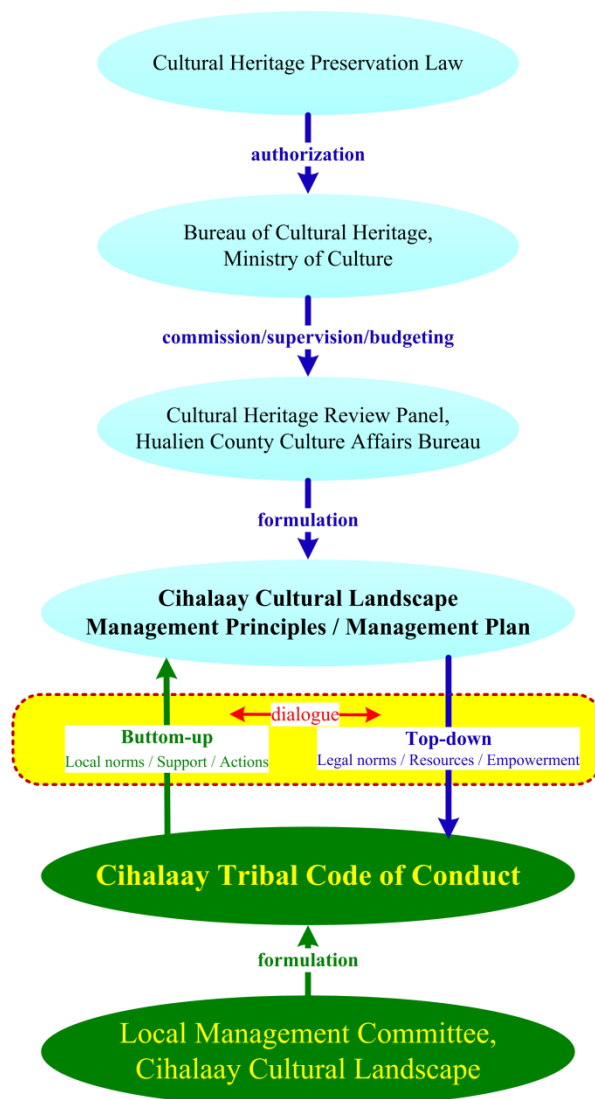 Cultural Heritage Preservation Law
authorization
Bureau of Cultural Heritage,
Ministry of Culture
commission/supervision/budgeting
Cultural Heritage Review Panel,
Hualien County Culture Affairs Bureau
formulation
Cihalaay Cultural Landscape
Management Principles / Management Plan
dialogue
Buttom-up
Local norms / Support / Actions
Top-down
Legal norms / Resources / Empowerment
Cihalaay Tribal Code of Conduct
formulation
Local Management Committee,
Cihalaay Cultural Landscape